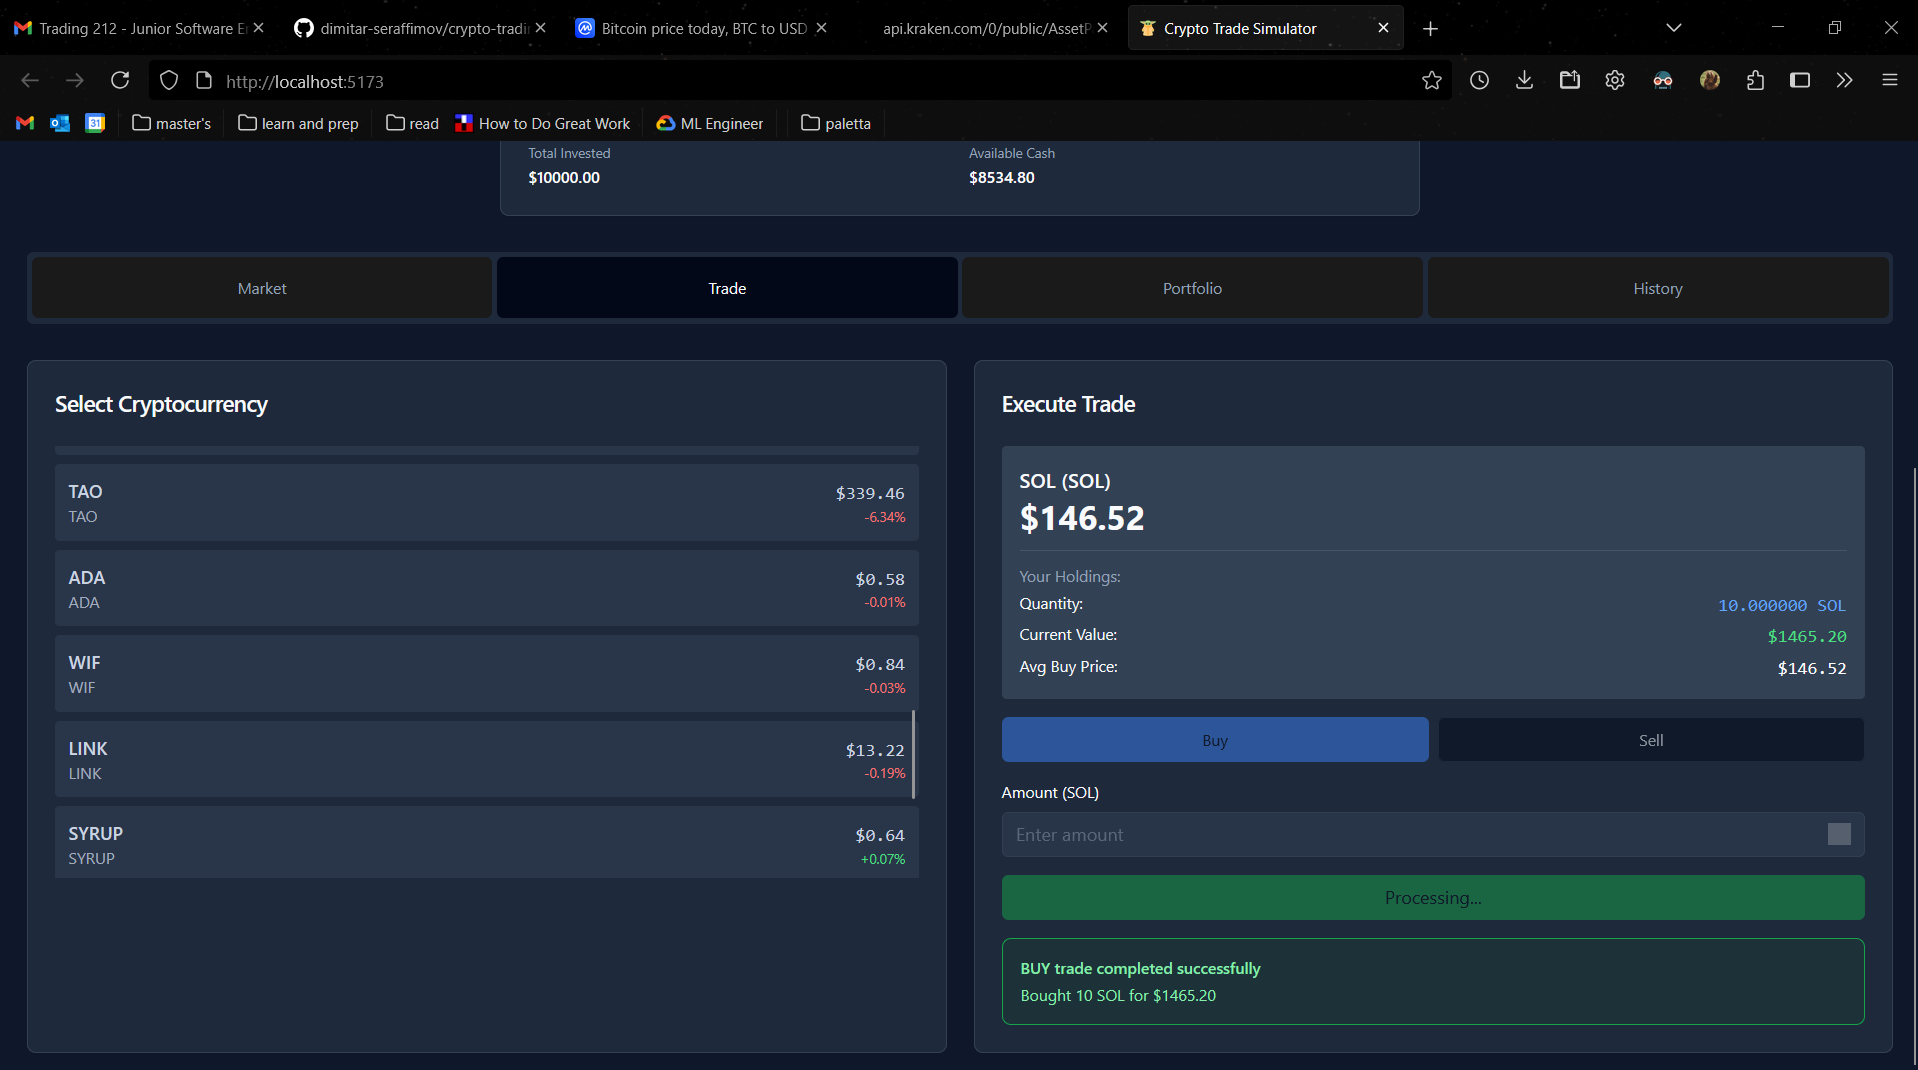 Trading 212 - Junior Software E
dimitar-seraffimov/crypto-tradi
Bitcoin price today, BTC to USD
api.kraken.com/0/public/AssetP
Crypto Trade Simulator
http://localhost:5173
31
master's
learn and prep
read
How to Do Great Work
ML Engineer
paletta
Total Invested
$10000.00
Available Cash
$8534.80
Market
Trade
Portfolio
History
Select Cryptocurrency
TAO
$339.46
TAO
-6.34%
ADA
$0.58
ADA
-0.01%
WIF
$0.84
WIF
-0.03%
LINK
$13.22
LINK
-0.19%
SYRUP
$0.64
SYRUP
+0.07%
Execute Trade
SOL (SOL)
$146.52
Your Holdings:
Quantity:
10.000000 SOL
Current Value:
$1465.20
Avg Buy Price:
$146.52
Buy
Sell
Amount (SOL)
Enter amount
Processing...
BUY trade completed successfully
Bought 10 SOL for $1465.20